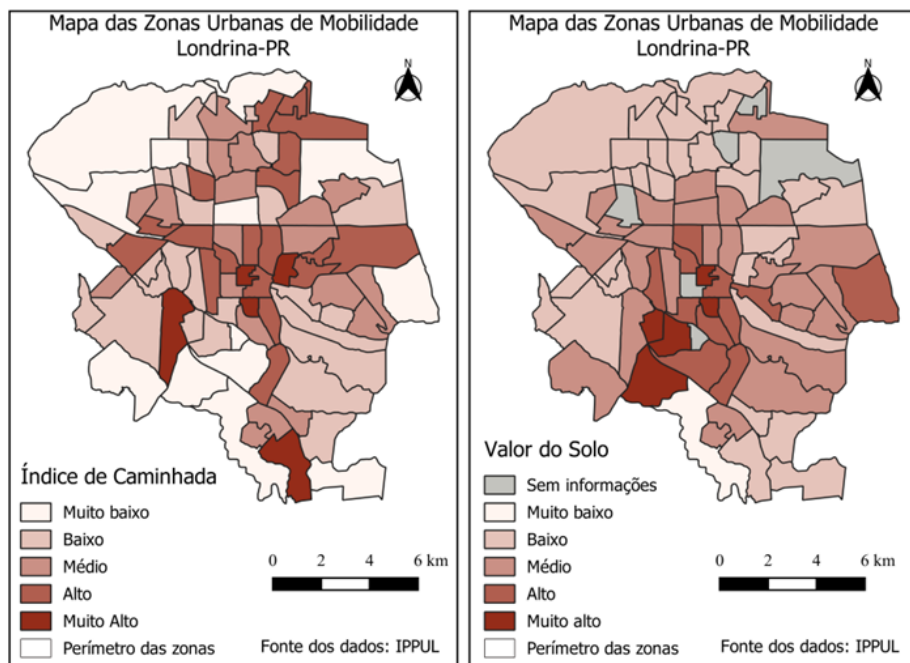 Mapa das Zonas Urbanas de Mobilidade
Londrina-PR
N
Índice de Caminhada
Muito baixo
Baixo
Médio
Alto
Muito Alto
Perímetro das zonas
0 2 4 6 km
Fonte dos dados: IPPUL
Mapa das Zonas Urbanas de Mobilidade
Londrina-PR
N
Valor do Solo
Sem informações
Muito baixo
Baixo
Médio
Alto
Muito alto
Perímetro das zonas
0 2 4 6 km
Fonte dos dados: IPPUL